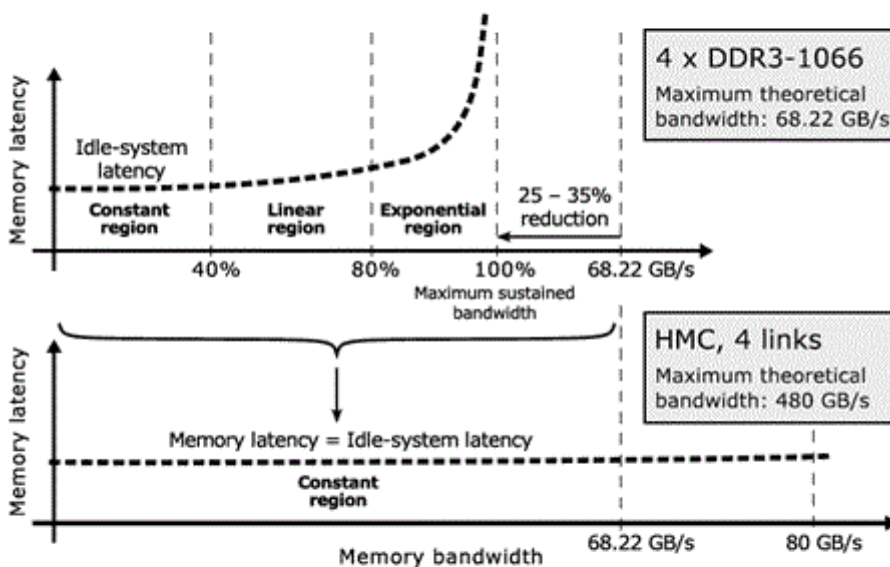 4 x DDR3-1066
Maximum theoretical
bandwidth: 68.22 GB/s
Memory latency
Idle-system
latency
Constant
region
Linear
region
Exponential
region
25 – 35%
reduction
40%
80%
100%
68.22 GB/s
Maximum sustained
bandwidth
HMC, 4 links
Maximum theoretical
bandwidth: 480 GB/s
Memory latency
Memory latency = Idle-system latency
Constant
region
68.22 GB/s
80 GB/s
Memory bandwidth